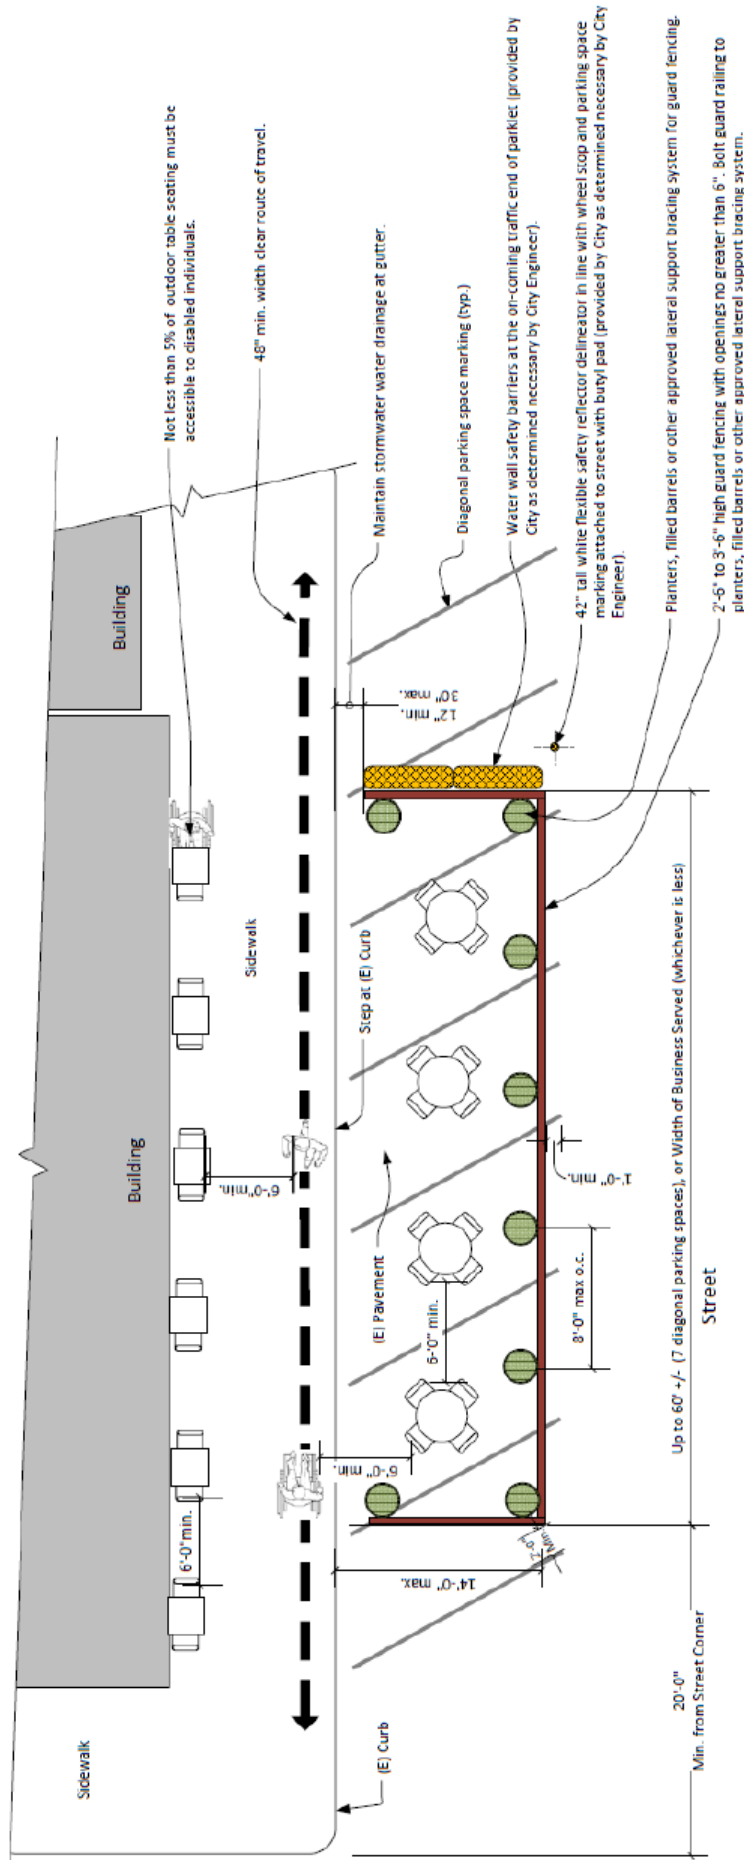 Not less than 5% of outdoor table seating must be
accessible to disabled individuals.
48" min. width clear route of travel.
Maintain stormwater water drainage at gutter.
Diagonal parking space marking (typ.)
Water wall safety barriers at the on-coming traffic end of parklet (provided by
City as determined necessary by City Engineer).
42" tall white flexible safety reflector delineator in line with wheel stop and parking space
marking attached to street with butyl pad (provided by City as determined necessary by City
Engineer).
Planters, filled barrels or other approved lateral support bracing system for guard fencing.
2'-6" to 3'-6" high guard fencing with openings no greater than 6". Bolt guard railing to
planters, filled barrels or other approved lateral support bracing system.
Building
Building
Sidewalk
Sidewalk
6'-0"min.
6'-0"min.
6'-0" min.
6-'0" min.
12" min.
30" max.
Step at (E) Curb
(E) Pavement
(E) Curb
1'-0" min.
8'-0" max o.c.
14'-0" max.
Up to 60' +/- (7 diagonal parking spaces), or Width of Business Served (whichever is less)
Street
20'-0"
Min. from Street Corner